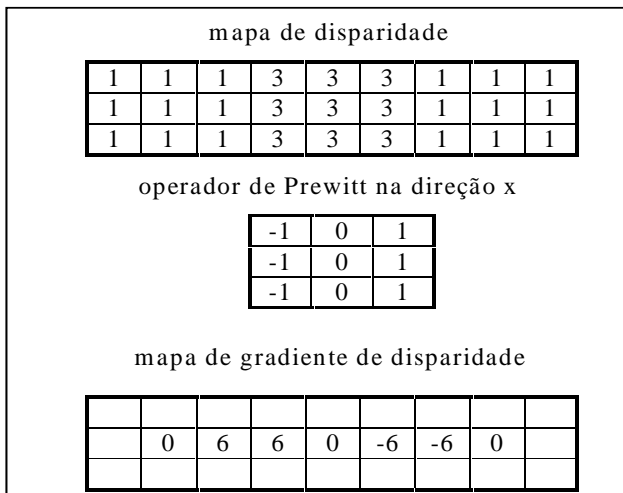 mapa de disparidade
1 1 1 3 3 3 1 1 1
1 1 1 3 3 3 1 1 1
1 1 1 3 3 3 1 1 1
operador de Prewitt na direção x
-1 0 1
-1 0 1
-1 0 1
mapa de gradiente de disparidade
0 6 6 0 -6 -6 0